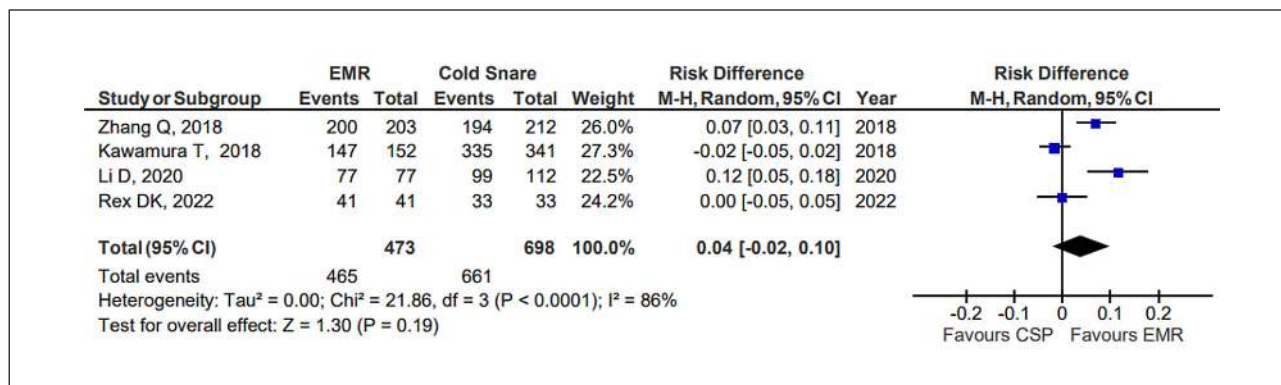 EMR Cold Snare Risk Difference Risk Difference
Study or Subgroup Events Total Events Total Weight M-H, Random, 95% CI Year M-H, Random, 95% CI
Zhang Q, 2018 200 203 194 212 26.0% 0.07 [0.03, 0.11] 2018
Kawamura T, 2018 147 152 335 341 27.3% -0.02 [-0.05, 0.02] 2018
Li D, 2020 77 77 99 112 22.5% 0.12 [0.05, 0.18] 2020
Rex DK, 2022 41 41 33 33 24.2% 0.00 [-0.05, 0.05] 2022
Total (95% CI) 473 698 100.0% 0.04 [-0.02, 0.10]
Total events 465 661
Heterogeneity: Tau² = 0.00; Chi² = 21.86, df = 3 (P < 0.0001); I² = 86%
Test for overall effect: Z = 1.30 (P = 0.19)
-0.2 -0.1 0 0.1 0.2
Favours CSP Favours EMR